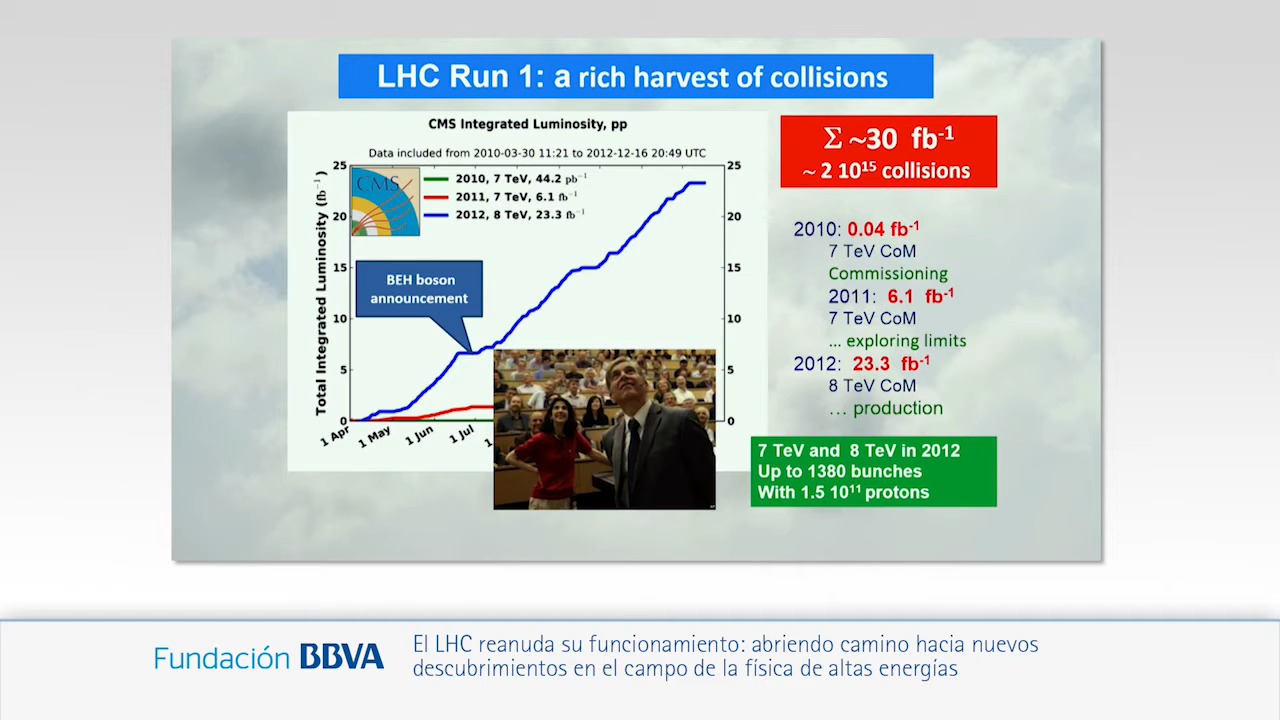 LHC Run 1: a rich harvest of collisions
CMS Integrated Luminosity, pp
Data included from 2010-03-30 11:21 to 2012-12-16 20:49 UTC
Total Integrated Luminosity (fb⁻¹)
25
20
15
10
5
0
CMS
2010, 7 TeV, 44.2 pb⁻¹
2011, 7 TeV, 6.1 fb⁻¹
2012, 8 TeV, 23.3 fb⁻¹
BEH boson
announcement
25
20
15
10
5
0
1 Apr
1 May
1 Jun
1 Jul
1
Σ ~30 fb⁻¹
~ 2 10¹⁵ collisions
2010: 0.04 fb⁻¹
7 TeV CoM
Commissioning
2011: 6.1 fb⁻¹
7 TeV CoM
... exploring limits
2012: 23.3 fb⁻¹
8 TeV CoM
... production
7 TeV and 8 TeV in 2012
Up to 1380 bunches
With 1.5 10¹¹ protons
Fundación BBVA
El LHC reanuda su funcionamiento: abriendo camino hacia nuevos
descubrimientos en el campo de la física de altas energías